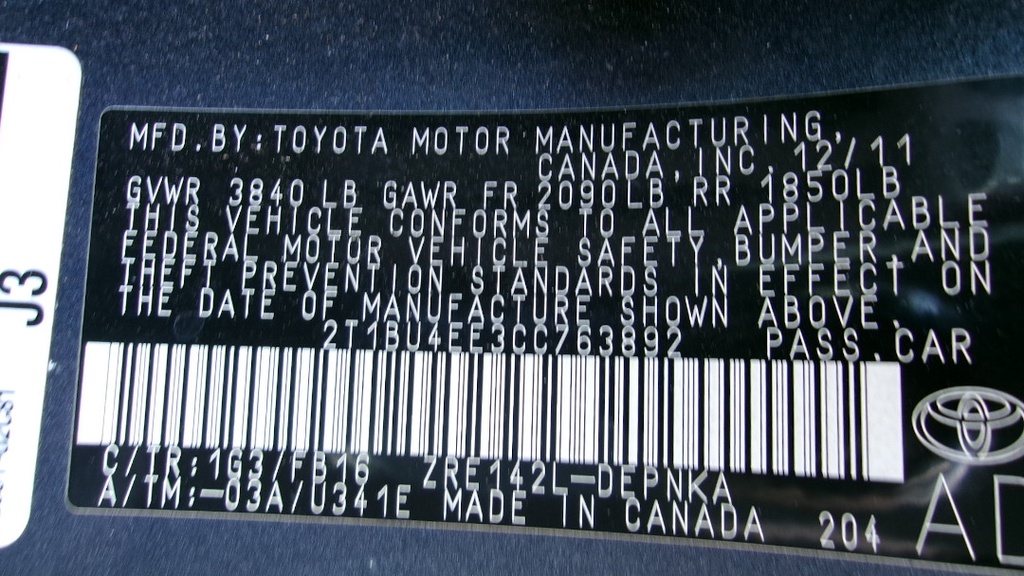 J3
MFD.BY:TOYOTA MOTOR MANUFACTURING,
CANADA,INC. 12/11
GVWR 3840 LB GAWR FR 2090LB RR 1850LB
THIS VEHICLE CONFORMS TO ALL APPLICABLE
FEDERAL MOTOR VEHICLE SAFETY,BUMPER,AND
THEFT PREVENTION STANDARDS IN EFFECT ON
THE DATE OF MANUFACTURE SHOWN ABOVE.
2T1BU4EE3CC763892 PASS.CAR
C/TR:1G3/FB16 ZRE142L-DEPNKA
A/TM:-03A/U341E MADE IN CANADA 204